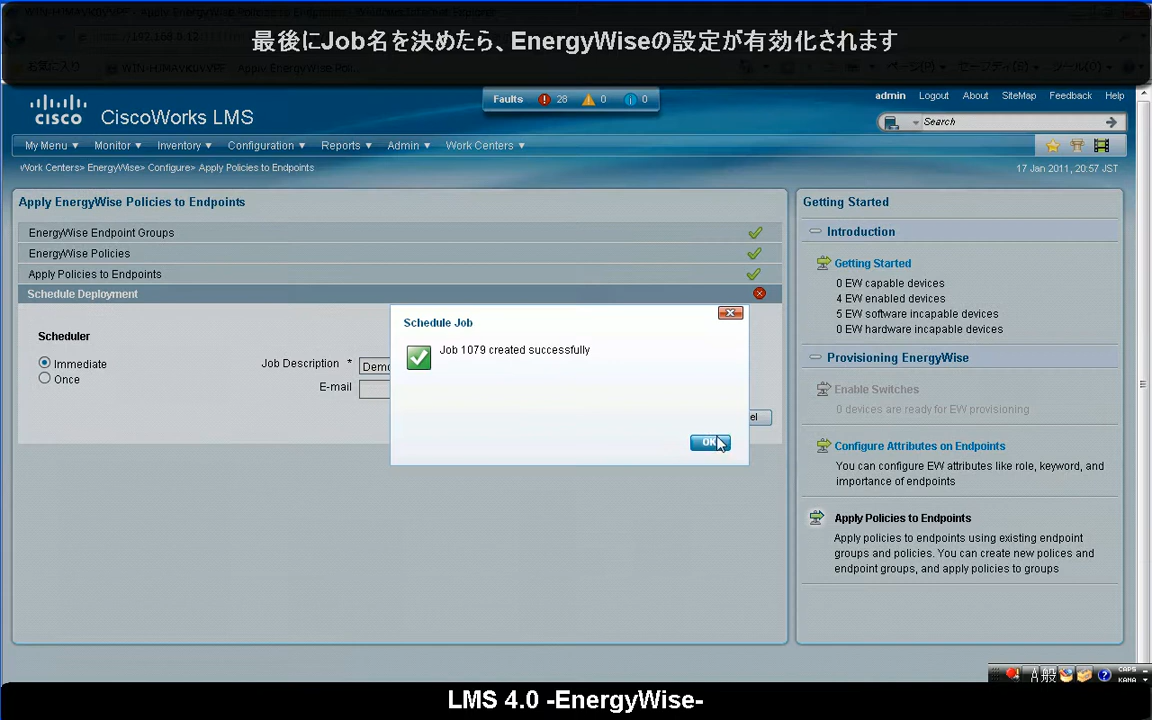 最後にJob名を決めたら、EnergyWiseの設定が有効化されます
CISCO CiscoWorks LMS
Faults 28 0 0
admin Logout About SiteMap Feedback Help
Search
My Menu Monitor Inventory Configuration Reports Admin Work Centers
Work Centers> EnergyWise> Configure> Apply Policies to Endpoints
17 Jan 2011, 20:57 JST
Apply EnergyWise Policies to Endpoints
EnergyWise Endpoint Groups
EnergyWise Policies
Apply Policies to Endpoints
Schedule Deployment
Scheduler
Immediate
Once
Job Description *
E-mail
Schedule Job
Job 1079 created successfully
OK
Getting Started
Introduction
Getting Started
0 EW capable devices
4 EW enabled devices
5 EW software incapable devices
0 EW hardware incapable devices
Provisioning EnergyWise
Enable Switches
0 devices are ready for EW provisioning
Configure Attributes on Endpoints
You can configure EW attributes like role, keyword, and
importance of endpoints
Apply Policies to Endpoints
Apply policies to endpoints using existing endpoint
groups and policies. You can create new polices and
endpoint groups, and apply policies to groups
A 般
CAPS
KANA
LMS 4.0 -EnergyWise-